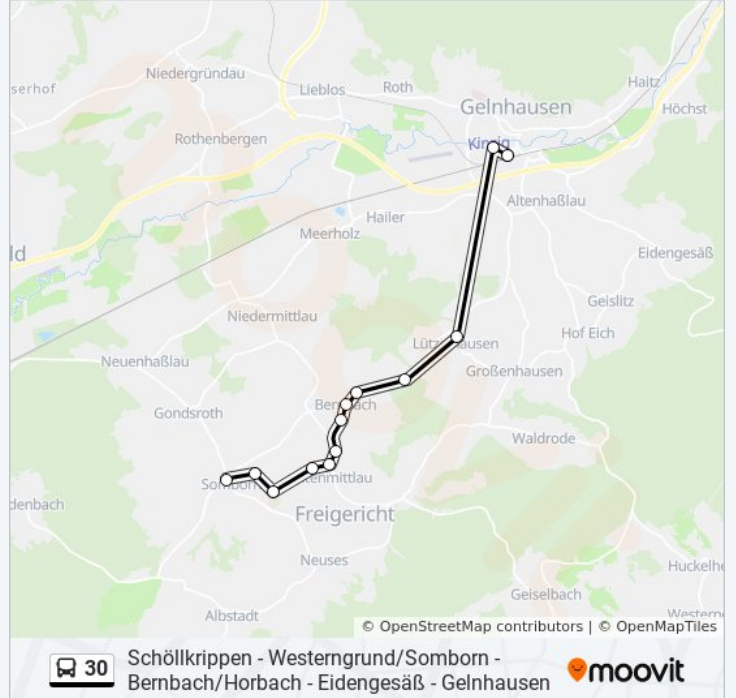 Niedergründau
serhof
Lieblos
Roth
Haitz
Gelnhausen
Höchst
Rothenbergen
Kinzig
Altenhaßlau
Hailer
Meerholz
ld
Eidengesäß
Geislitz
Niedermittlau
Hof Eich
Neuenhaßlau
Großenhausen
Gondsroth
Waldrode
denbach
Freigericht
Neuses
Huckelhe
Geiselbach
Albstadt
Western
© OpenStreetMap contributors | © OpenMapTiles
30
Schöllkrippen - Westerngrund/Somborn -
Bernbach/Horbach - Eidengesäß - Gelnhausen
moovit